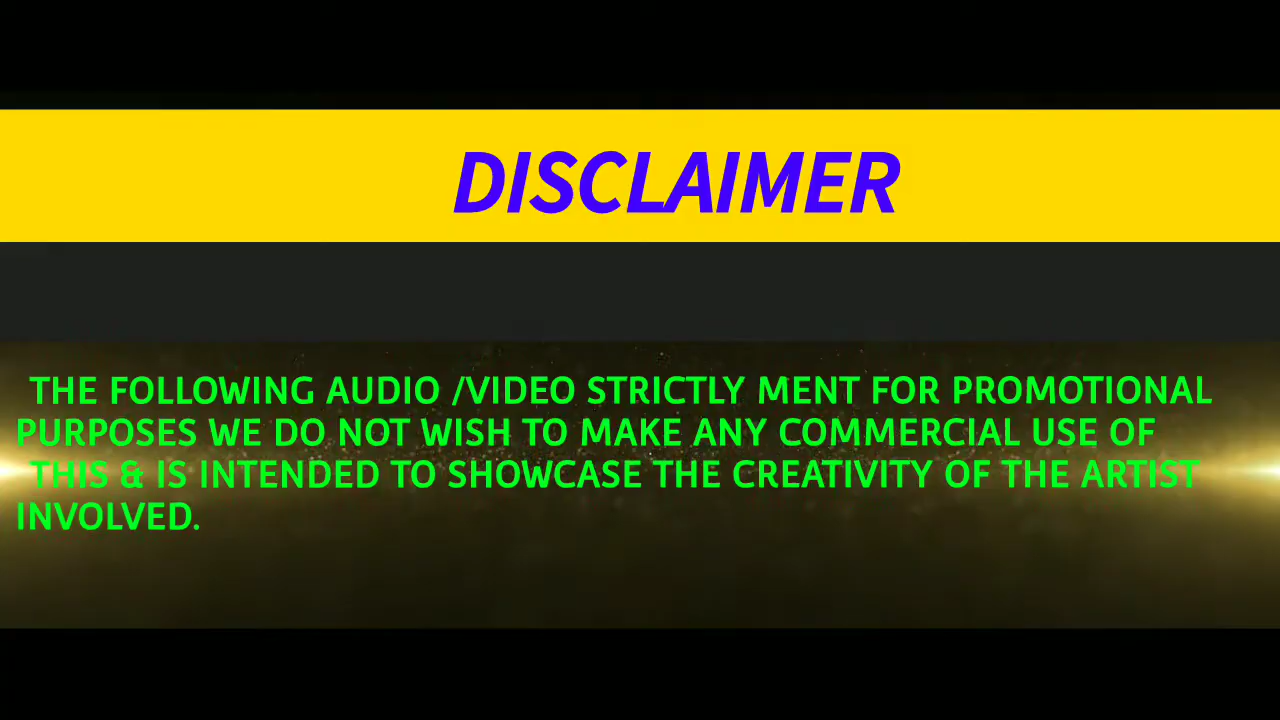 DISCLAIMER
THE FOLLOWING AUDIO /VIDEO STRICTLY MENT FOR PROMOTIONAL
PURPOSES WE DO NOT WISH TO MAKE ANY COMMERCIAL USE OF
THIS & IS INTENDED TO SHOWCASE THE CREATIVITY OF THE ARTIST
INVOLVED.